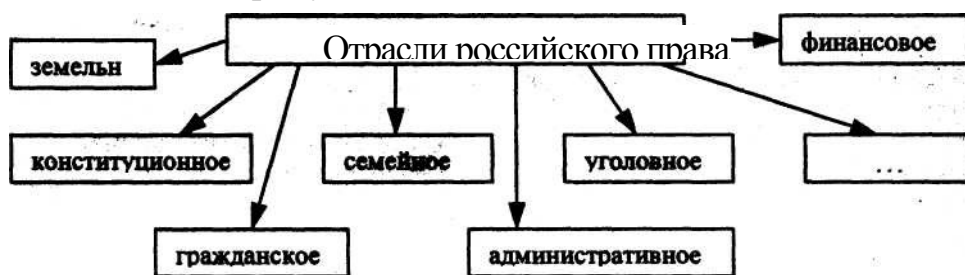 Отрасли российского права
финансовое
земельн
конституционное
семейное
уголовное
...
гражданское
административное